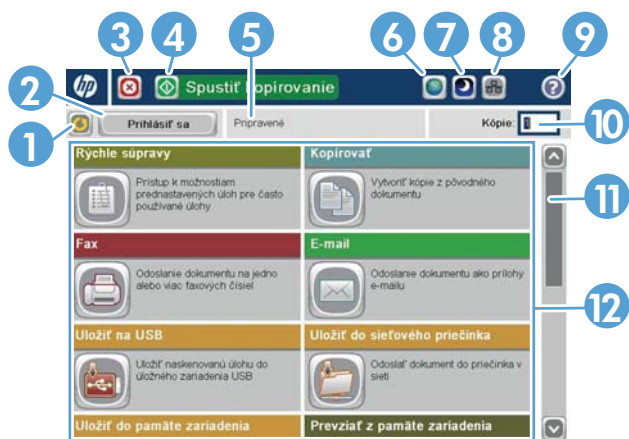 3 4 5 6 7 8 9
hp Spustiť kopírovanie ?
2
1 Prihlásiť sa Pripravené Kópie: 1 10
Rýchle súpravy
Prístup k možnostiam
prednastavených úloh pre často
používané úlohy
Kopírovať
Vytvoriť kópie z pôvodného
dokumentu
11
Fax
Odoslanie dokumentu na jedno
alebo viac faxových čísiel
E-mail
Odoslanie dokumentu ako prílohy
e-mailu
12
Uložiť na USB
Uložiť naskenovanú úlohu do
úložného zariadenia USB
Uložiť do sieťového priečinka
Odoslať dokument do priečinka v
sieti
Uložiť do pamäte zariadenia
Prevziať z pamäte zariadenia